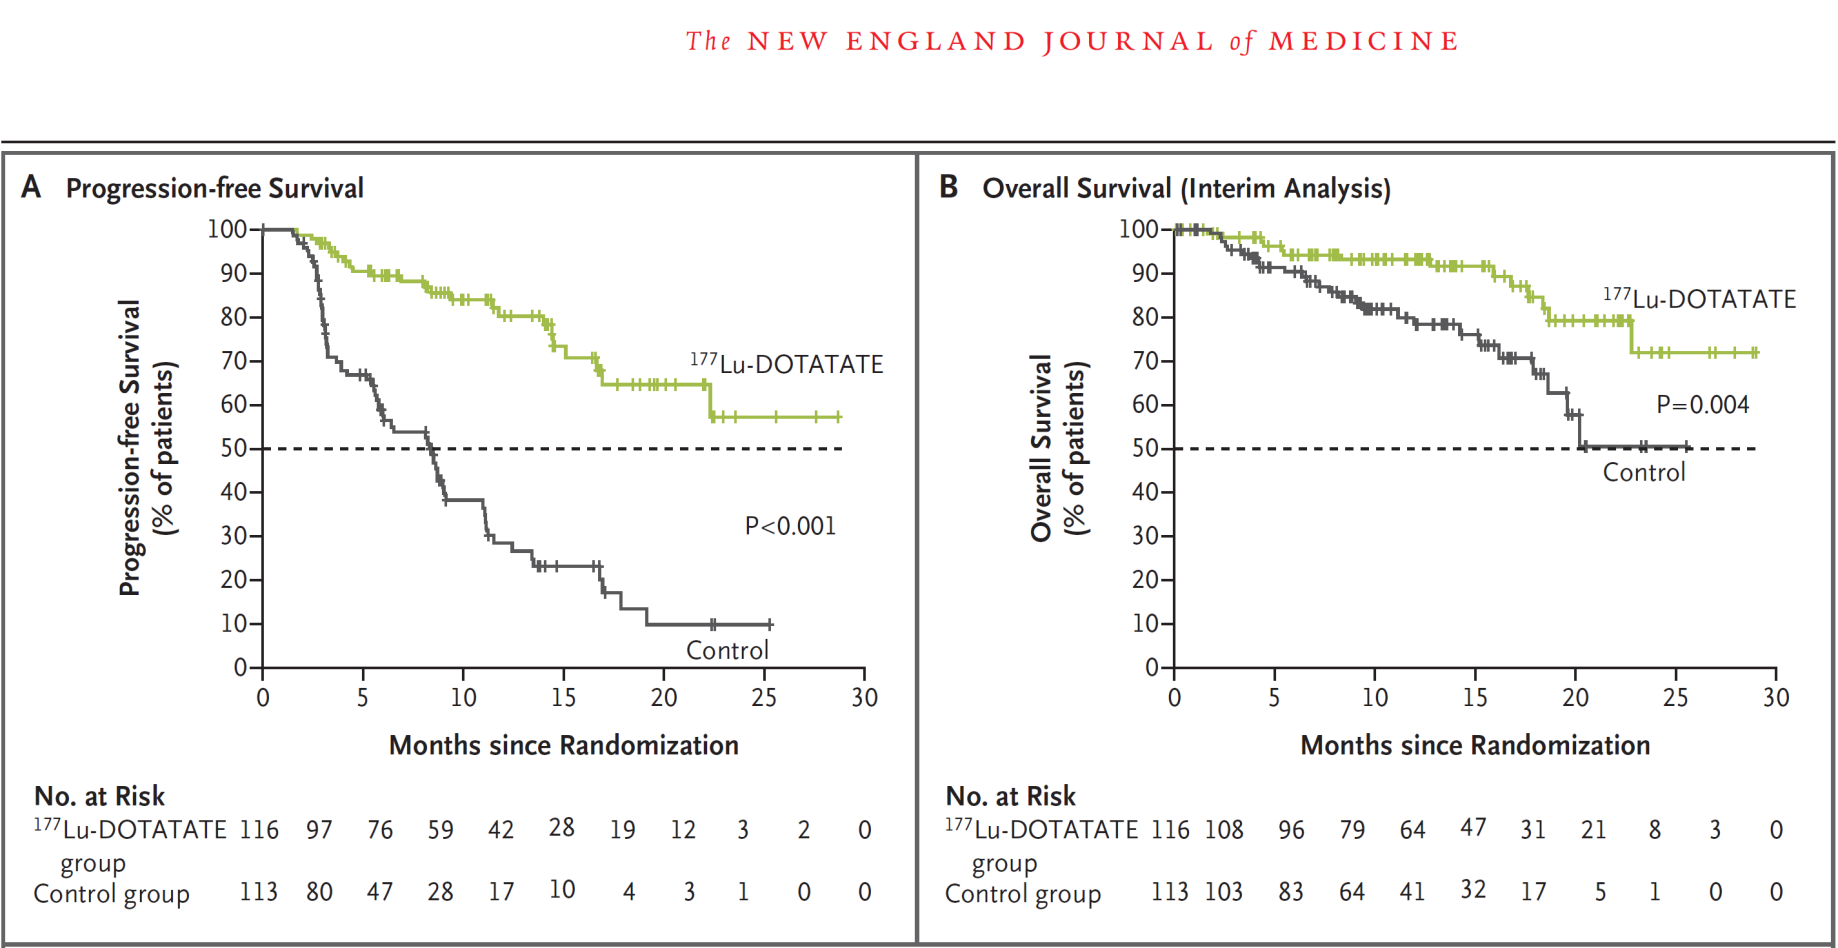 The NEW ENGLAND JOURNAL of MEDICINE
A Progression-free Survival
Progression-free Survival
(% of patients)
100
90
80
70
60
50
40
30
20
10
0
177Lu-DOTATATE
P<0.001
Control
0 5 10 15 20 25 30
Months since Randomization
No. at Risk
177Lu-DOTATATE 116 97 76 59 42 28 19 12 3 2 0
group
Control group 113 80 47 28 17 10 4 3 1 0 0
B Overall Survival (Interim Analysis)
Overall Survival
(% of patients)
100
90
80
70
60
50
40
30
20
10
0
177Lu-DOTATATE
P=0.004
Control
0 5 10 15 20 25 30
Months since Randomization
No. at Risk
177Lu-DOTATATE 116 108 96 79 64 47 31 21 8 3 0
group
Control group 113 103 83 64 41 32 17 5 1 0 0